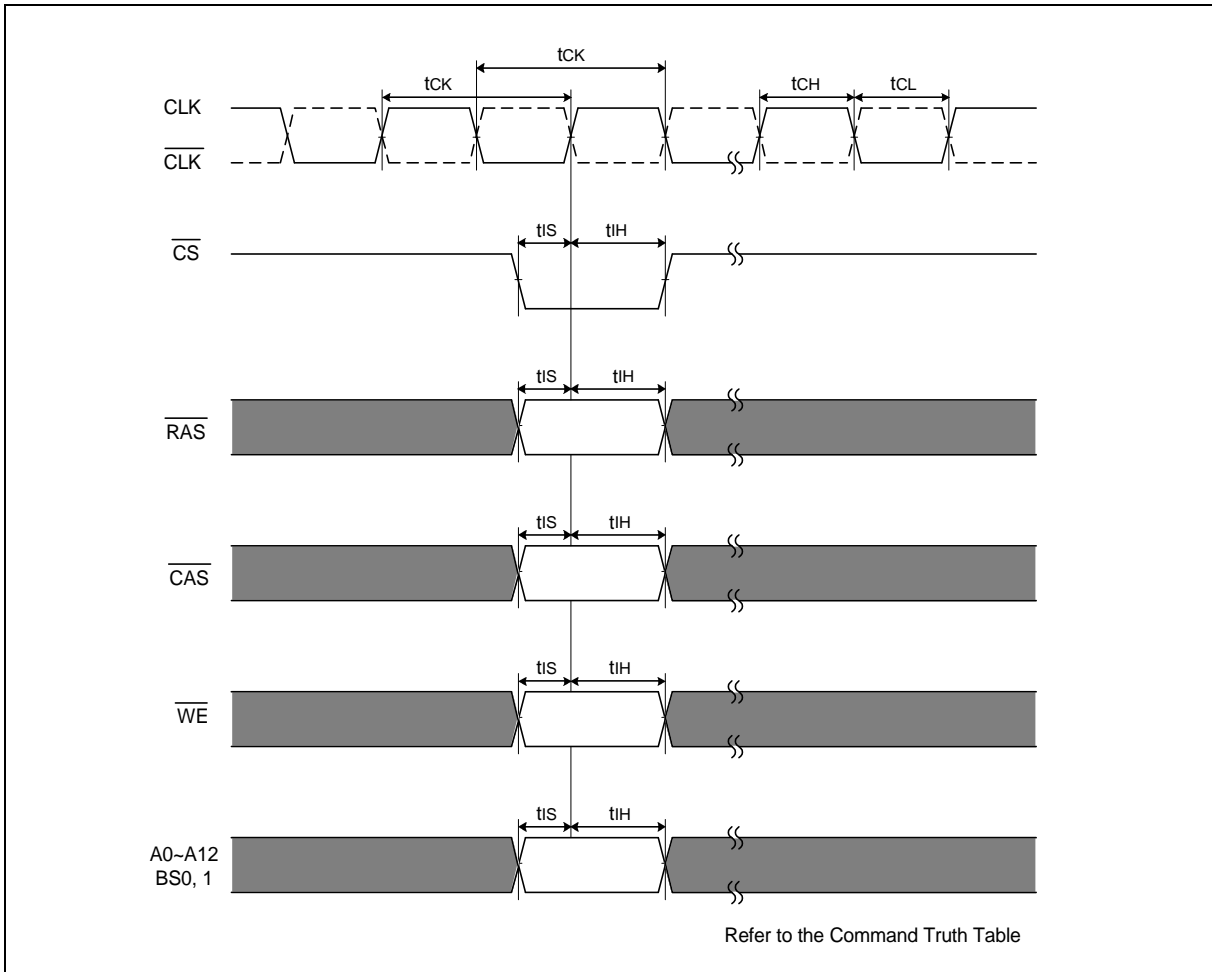 tCK
tCK
tCH
tCL
CLK
CLK
tIS
tIH
CS
tIS
tIH
RAS
tIS
tIH
CAS
tIS
tIH
WE
tIS
tIH
A0~A12
BS0, 1
Refer to the Command Truth Table